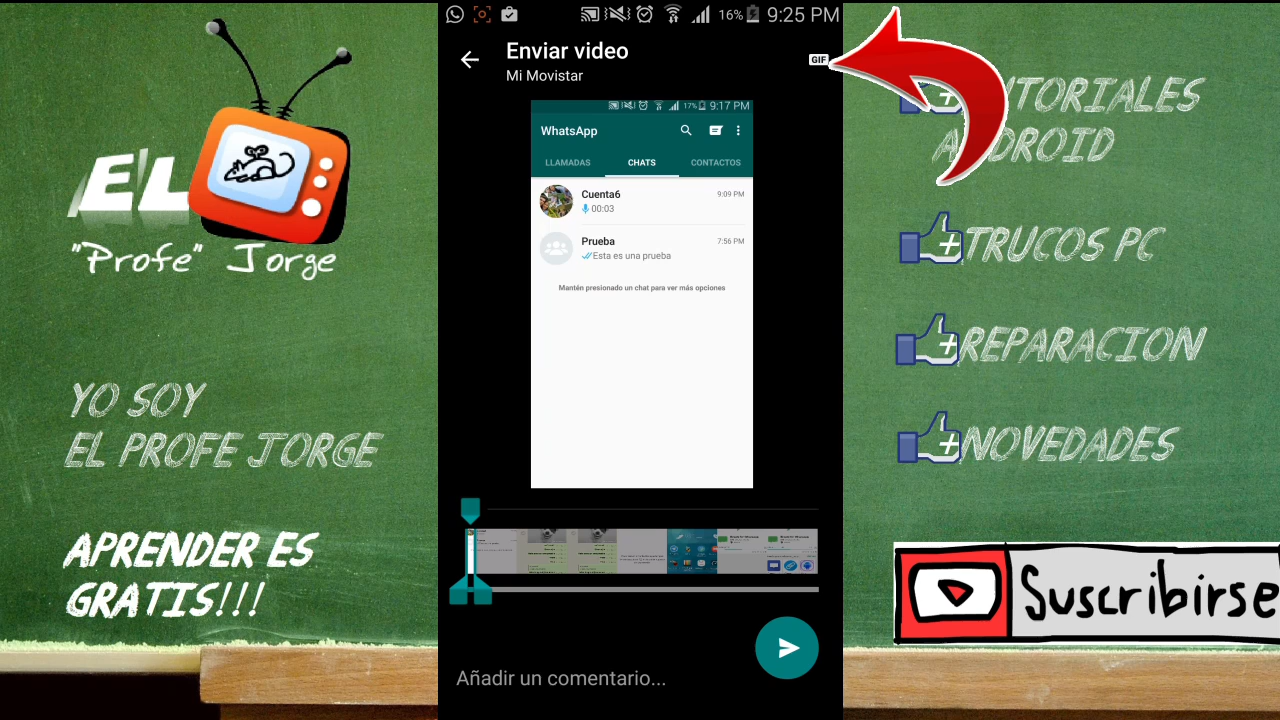 EL
"Profe" Jorge
YO SOY
EL PROFE JORGE
APRENDER ES
GRATIS!!!
16%
9:25 PM
Enviar video
Mi Movistar
GIF
17%
9:17 PM
WhatsApp
LLAMADAS
CHATS
CONTACTOS
Cuenta6
9:09 PM
00:03
Prueba
7:56 PM
Esta es una prueba
Mantén presionado un chat para ver más opciones
Añadir un comentario...
TRUCOS PC
REPARACION
NOVEDADES
Suscribirse